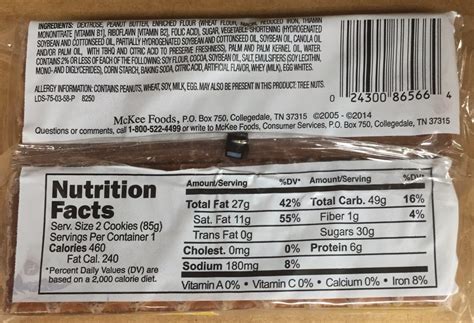 INGREDIENTS: DEXTROSE, PEANUT BUTTER, ENRICHED FLOUR (WHEAT FLOUR, NIACIN, REDUCED IRON, THIAMIN
MONONITRATE [VITAMIN B1], RIBOFLAVIN [VITAMIN B2], FOLIC ACID), SUGAR, VEGETABLE SHORTENING (HYDROGENATED
SOYBEAN AND COTTONSEED OIL, PARTIALLY HYDROGENATED SOYBEAN AND COTTONSEED OIL, SOYBEAN OIL, CANOLA OIL
AND/OR PALM OIL, WITH TBHQ AND CITRIC ACID TO PRESERVE FRESHNESS), PALM AND PALM KERNEL OIL, WATER.
CONTAINS 2% OR LESS OF EACH OF THE FOLLOWING: SOY FLOUR, COCOA, SOYBEAN OIL, SALT, EMULSIFIERS (SOY LECITHIN,
MONO- AND DIGLYCERIDES), CORN STARCH, BAKING SODA, CITRIC ACID, ARTIFICIAL FLAVOR, WHEY (MILK), EGG WHITES.
ALLERGY INFORMATION: CONTAINS PEANUTS, WHEAT, SOY, MILK, EGG. MAY ALSO BE PRESENT IN THIS PRODUCT: TREE NUTS.
LDS-75-03-58-P 8250
0 24300 86566 4
McKee Foods, P.O. Box 750, Collegedale, TN 37315 ©2005 - ©2014
Questions or comments, call 1-800-522-4499 or write to McKee Foods, Consumer Services, P.O. Box 750, Collegedale, TN 37315
Nutrition
Facts
Serv. Size 2 Cookies (85g)
Servings Per Container 1
Calories 460
Fat Cal. 240
*Percent Daily Values (DV) are
based on a 2,000 calorie diet.
Amount/Serving %DV* Amount/Serving %DV*
Total Fat 27g 42% Total Carb. 49g 16%
Sat. Fat 11g 55% Fiber 1g 4%
Trans Fat 0g Sugars 30g
Cholest. 0mg 0% Protein 6g
Sodium 180mg 8%
Vitamin A 0% • Vitamin C 0% • Calcium 0% • Iron 8%